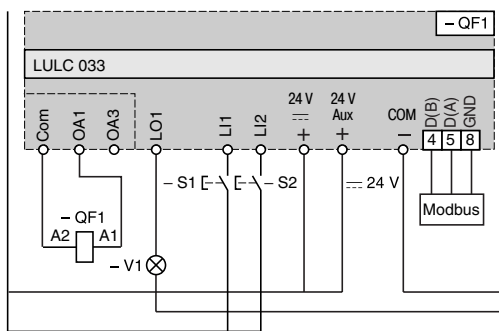 – QF1
LULC 033
Com
OA1
OA3
LO1
LI1
LI2
24 V
+
24 V
Aux
+
COM
–
D(B)
D(A)
GND
4 5 8
– S1
– S2
24 V
Modbus
– QF1
A2
A1
– V1